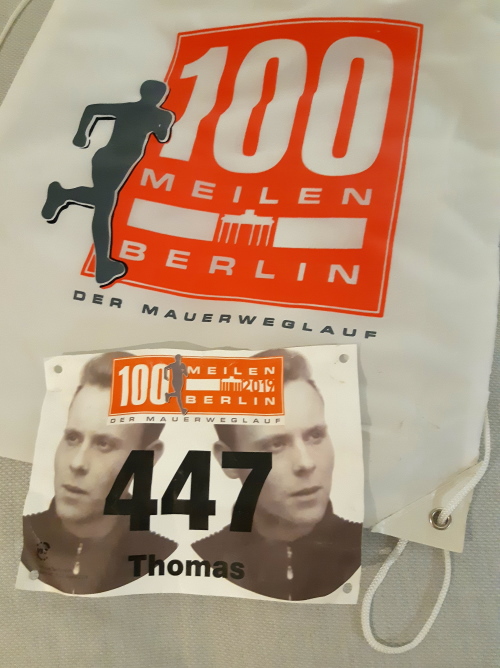 100
MEILEN
BERLIN
DER MAUERWEGLAUF
100 MEILEN
2019
BERLIN
DER MAUERWEGLAUF
447
Thomas